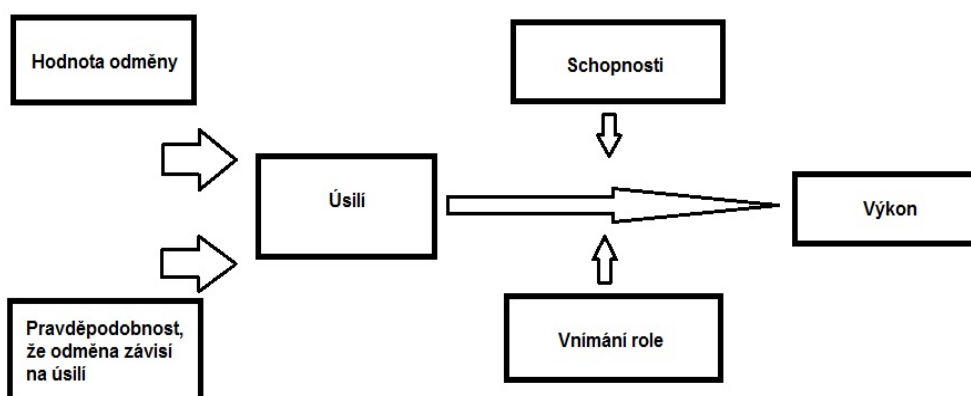 Hodnota odměny
Schopnosti
Úsilí
Výkon
Pravděpodobnost,
že odměna závisí
na úsilí
Vnímání role